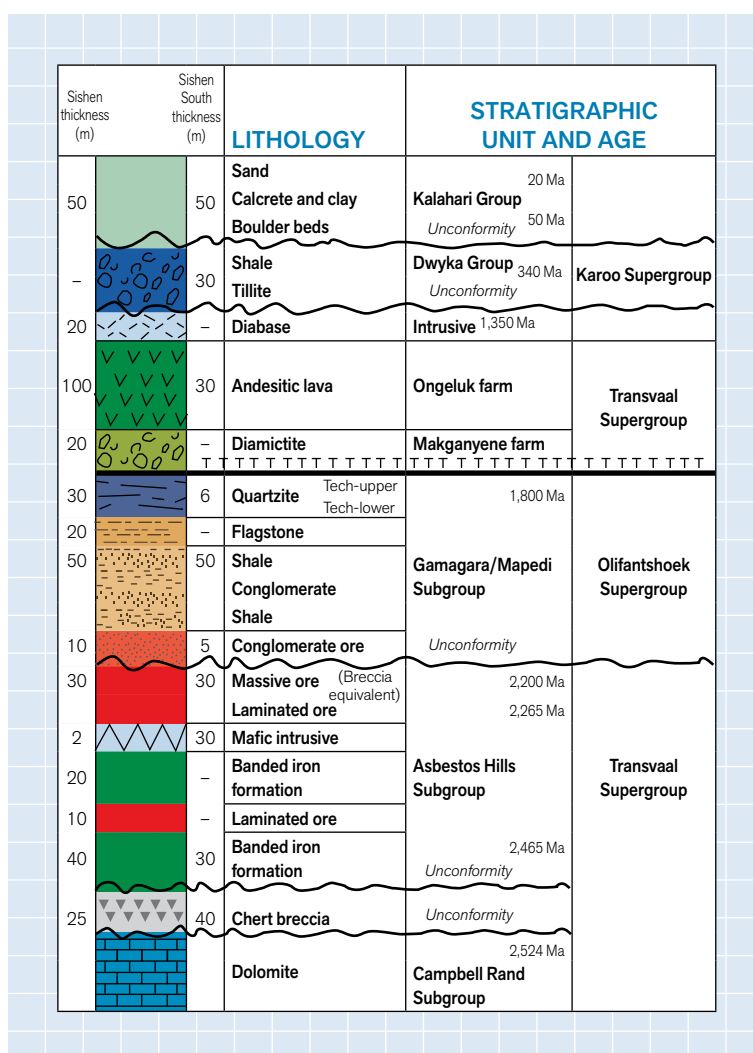 Sishen
thickness
(m)
Sishen
South
thickness
(m)
LITHOLOGY
STRATIGRAPHIC
UNIT AND AGE
50
50
Sand
Calcrete and clay
Boulder beds
20 Ma
Kalahari Group
Unconformity 50 Ma
–
30
Shale
Tillite
Dwyka Group 340 Ma
Unconformity
Karoo Supergroup
20
–
Diabase
Intrusive 1,350 Ma
100
30
Andesitic lava
Ongeluk farm
Transvaal
Supergroup
20
–
Diamictite
Makganyene farm
T T T T T T T T T T T T T T T T T T T T T T T T T T T T T T T T T T T T T T
30
6
Quartzite
Tech-upper
Tech-lower
1,800 Ma
20
–
Flagstone
50
50
Shale
Conglomerate
Shale
Gamagara/Mapedi
Subgroup
Olifantshoek
Supergroup
10
5
Conglomerate ore
Unconformity
30
30
Massive ore (Breccia
equivalent)
Laminated ore
2,200 Ma
2,265 Ma
2
30
Mafic intrusive
20
–
Banded iron
formation
Asbestos Hills
Subgroup
Transvaal
Supergroup
10
–
Laminated ore
40
30
Banded iron
formation
2,465 Ma
Unconformity
25
40
Chert breccia
Unconformity
Dolomite
2,524 Ma
Campbell Rand
Subgroup